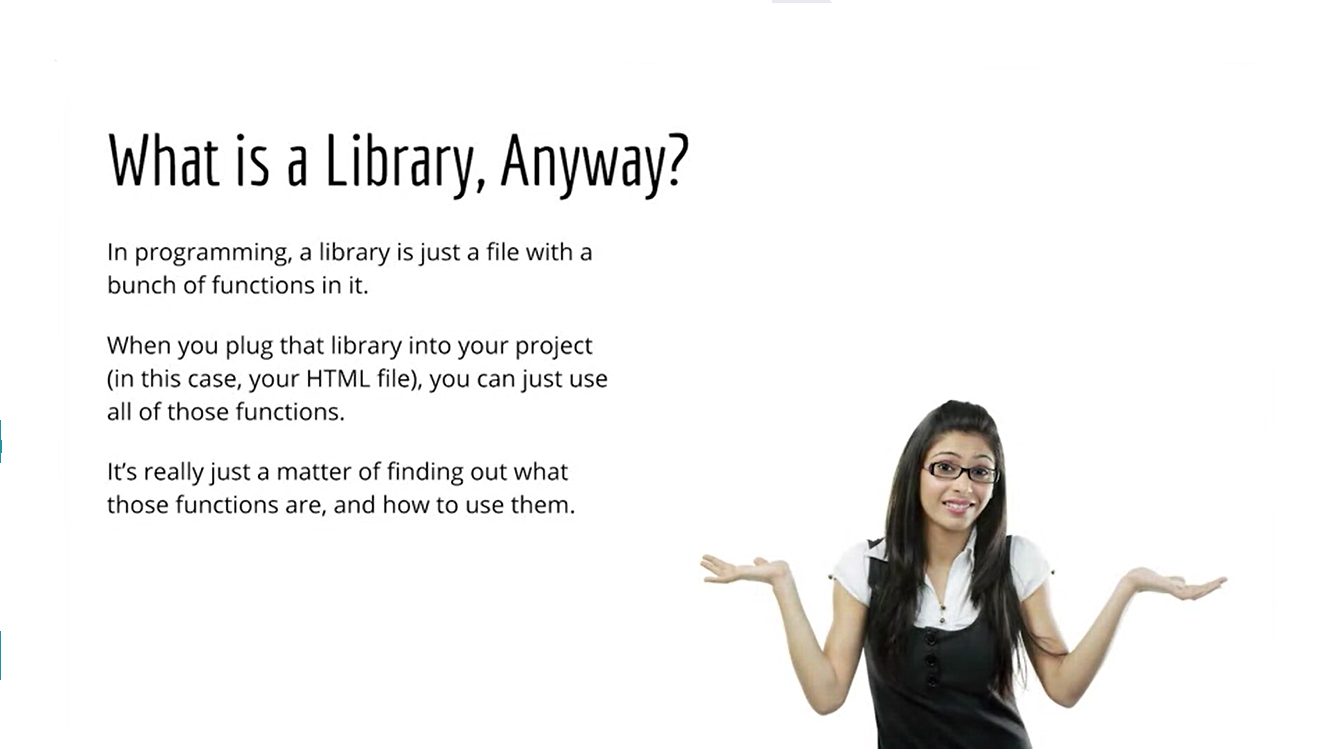 What is a Library, Anyway?
In programming, a library is just a file with a
bunch of functions in it.
When you plug that library into your project
(in this case, your HTML file), you can just use
all of those functions.
It’s really just a matter of finding out what
those functions are, and how to use them.